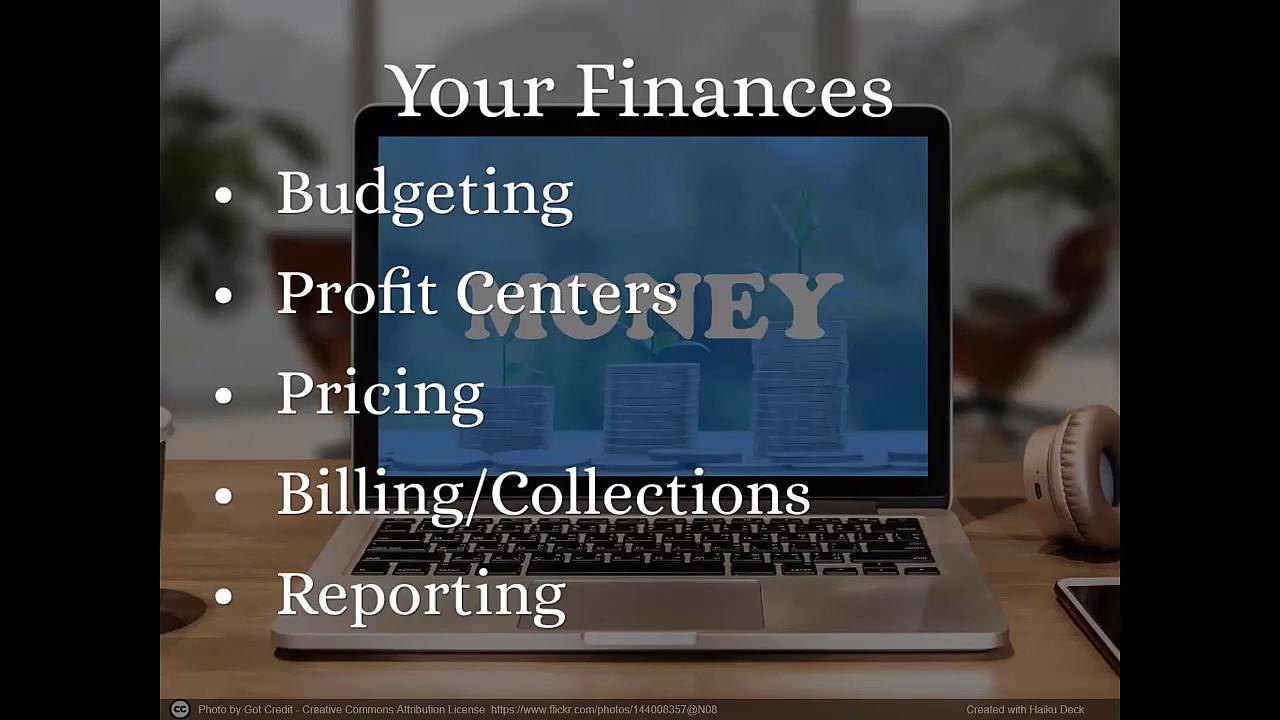 Your Finances
• Budgeting
• Profit Centers
MONEY
• Pricing
• Billing/Collections
• Reporting
Photo by Got Credit - Creative Commons Attribution License https://www.flickr.com/photos/144008357@N08
Created with Haiku Deck